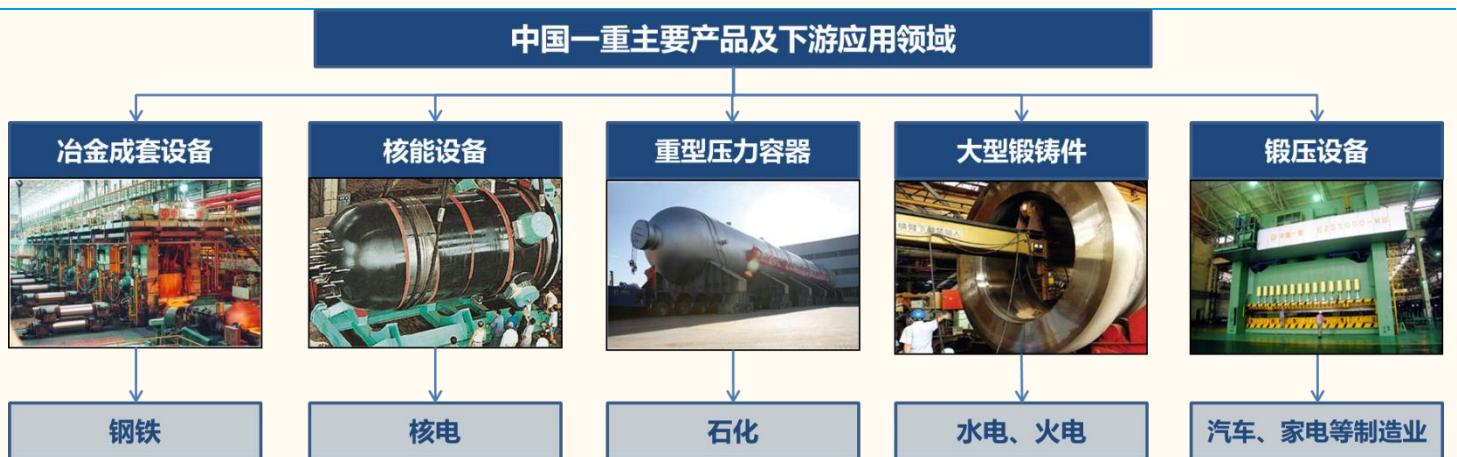 中国一重主要产品及下游应用领域
冶金成套设备
核能设备
重型压力容器
大型锻铸件
锻压设备
钢铁
核电
石化
水电、火电
汽车、家电等制造业